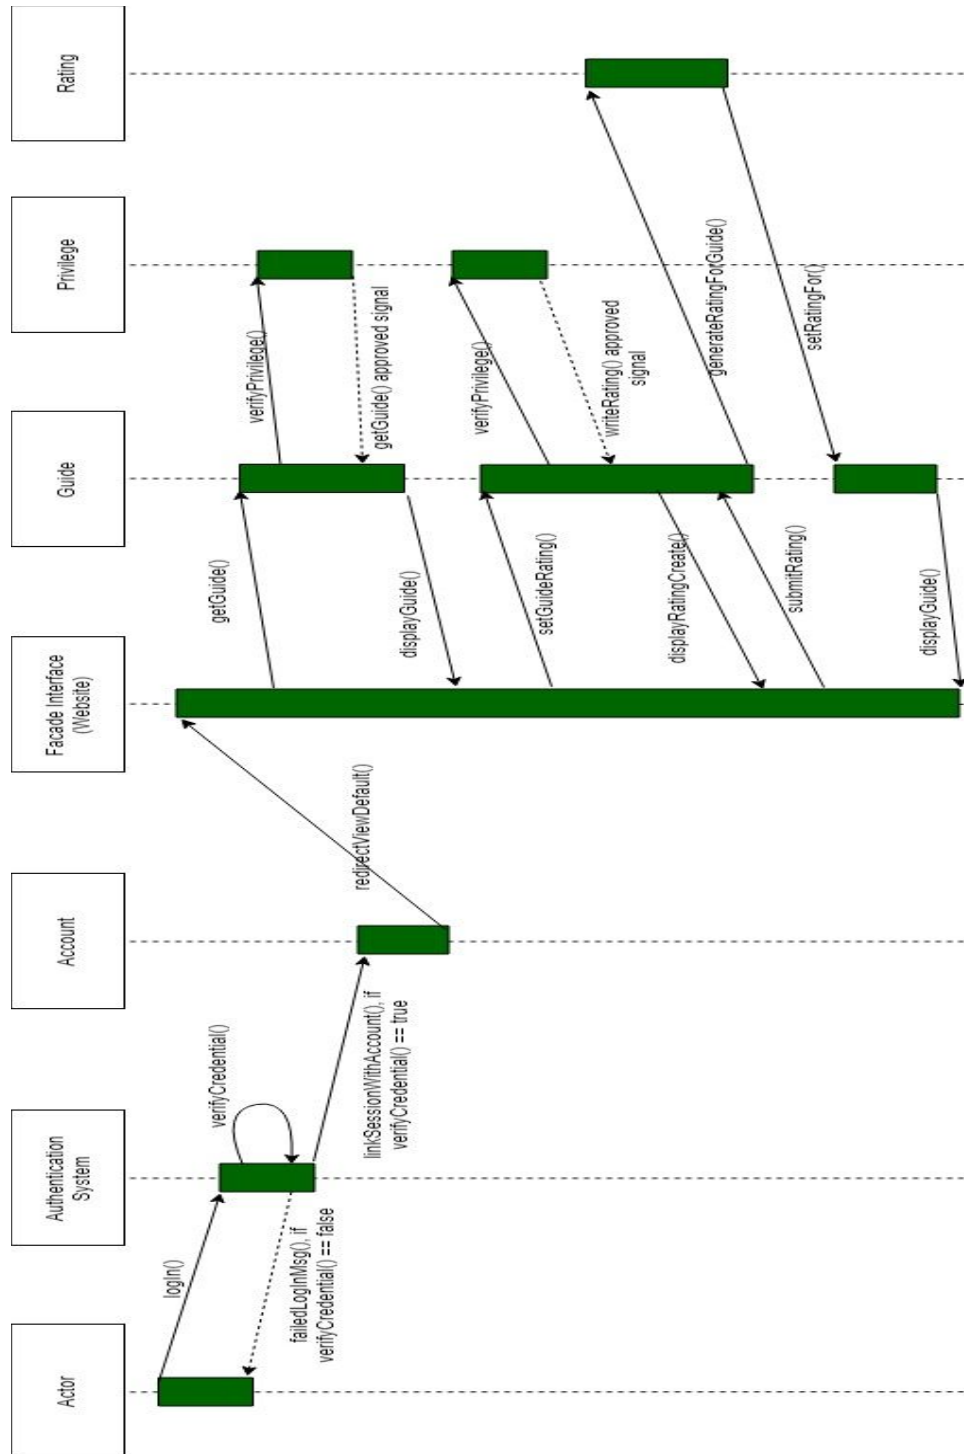 Actor
Authentication
System
Account
Facade Interface
(Website)
Guide
Privilege
Rating
logIn()
verifyCredential()
failedLogInMsg(), if
verifyCredential() == false
linkSessionWithAccount(), if
verifyCredential() == true
redirectViewDefault()
getGuide()
verifyPrivilege()
getGuide() approved signal
displayGuide()
setGuideRating()
verifyPrivilege()
writeRating() approved
signal
displayRatingCreate()
submitRating()
generateRatingForGuide()
setRatingFor()
displayGuide()